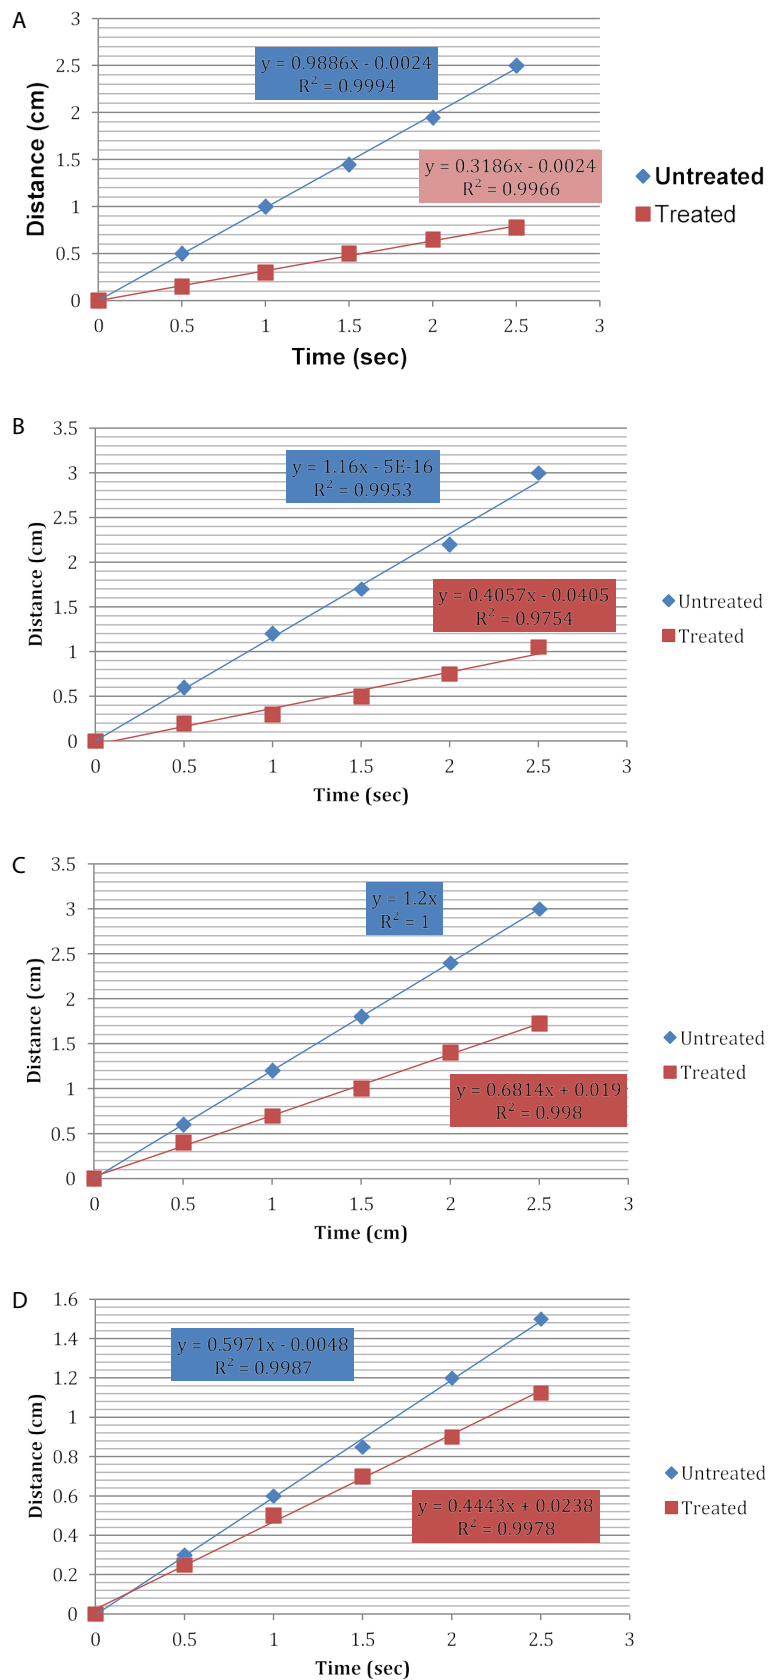 A
3
2.5
2
1.5
1
0.5
0
Distance (cm)
y = 0.9886x - 0.0024
R² = 0.9994
y = 0.3186x - 0.0024
R² = 0.9966
Untreated
Treated
0 0.5 1 1.5 2 2.5 3
Time (sec)
B
3.5
3
2.5
2
1.5
1
0.5
0
Distance (cm)
y = 1.16x - 5E-16
R² = 0.9953
y = 0.4057x - 0.0405
R² = 0.9754
Untreated
Treated
0 0.5 1 1.5 2 2.5 3
Time (sec)
C
3.5
3
2.5
2
1.5
1
0.5
0
Distance (cm)
y = 1.2x
R² = 1
y = 0.6814x + 0.019
R² = 0.998
Untreated
Treated
0 0.5 1 1.5 2 2.5 3
Time (cm)
D
1.6
1.4
1.2
1
0.8
0.6
0.4
0.2
0
Distance (cm)
y = 0.5971x - 0.0048
R² = 0.9987
y = 0.4443x + 0.0238
R² = 0.9978
Untreated
Treated
0 0.5 1 1.5 2 2.5 3
Time (sec)